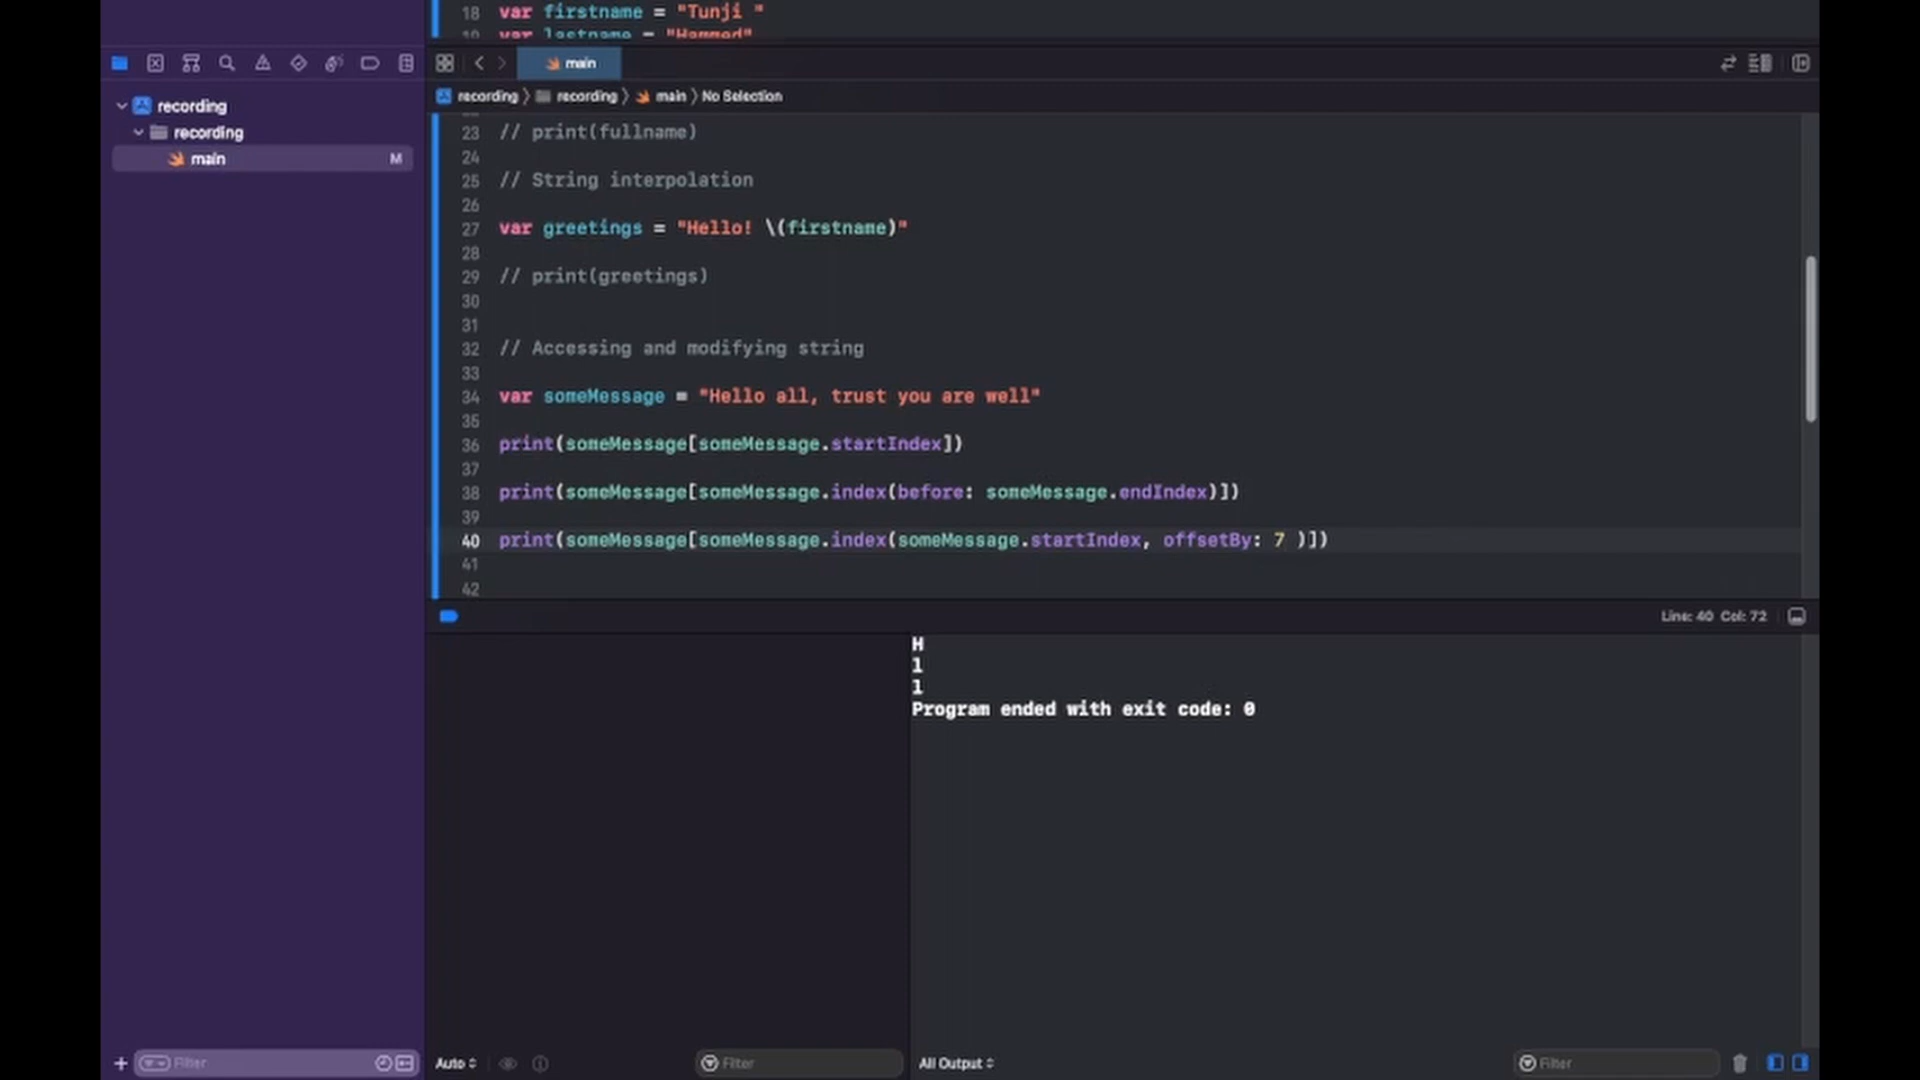 18 var firstname = "Tunji "
19 var lastname = "Hammed"
main
recording recording main No Selection
recording
recording
main M
23 // print(fullname)
24
25 // String interpolation
26
27 var greetings = "Hello! \(firstname)"
28
29 // print(greetings)
30
31
32 // Accessing and modifying string
33
34 var someMessage = "Hello all, trust you are well"
35
36 print(someMessage[someMessage.startIndex])
37
38 print(someMessage[someMessage.index(before: someMessage.endIndex)])
39
40 print(someMessage[someMessage.index(someMessage.startIndex, offsetBy: 7 )])
41
42
Line: 40 Col: 72
H
l
l
Program ended with exit code: 0
Filter
Auto
Filter
All Output
Filter